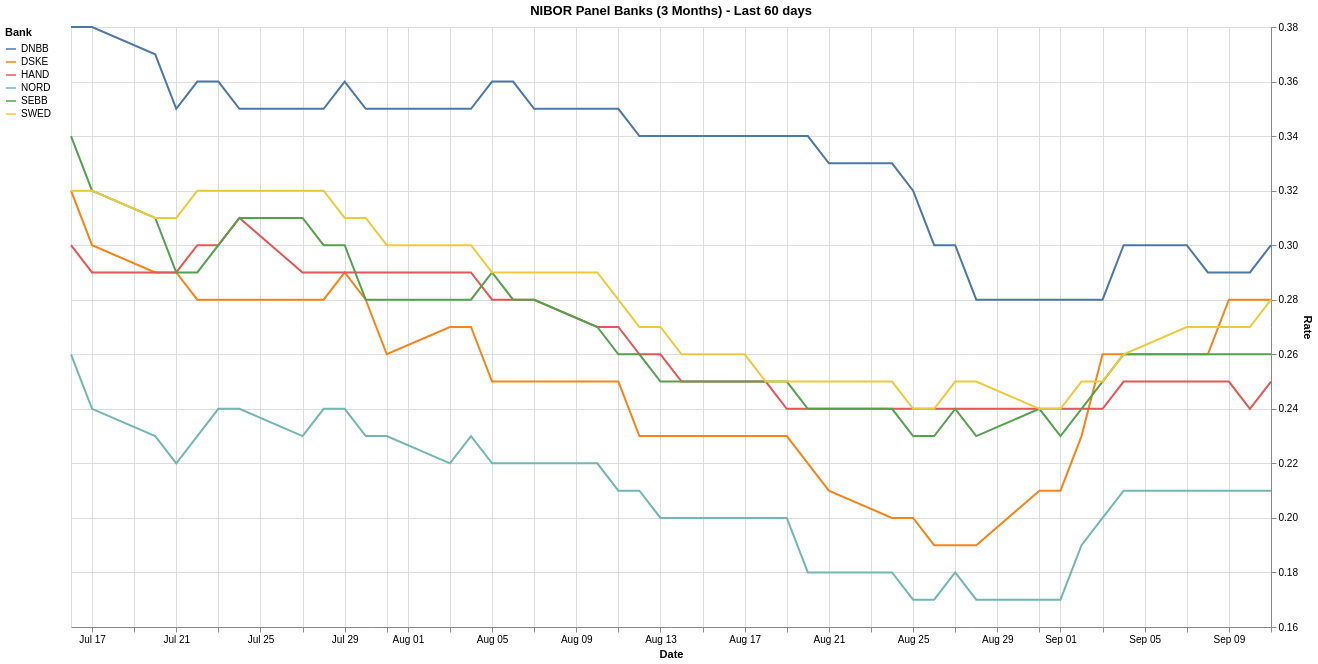 NIBOR Panel Banks (3 Months) - Last 60 days
Bank
DNBB
DSKE
HAND
NORD
SEBB
SWED
0.38
0.36
0.34
0.32
0.30
0.28
0.26
0.24
0.22
0.20
0.18
0.16
Rate
Jul 17 Jul 21 Jul 25 Jul 29 Aug 01 Aug 05 Aug 09 Aug 13 Aug 17 Aug 21 Aug 25 Aug 29 Sep 01 Sep 05 Sep 09
Date